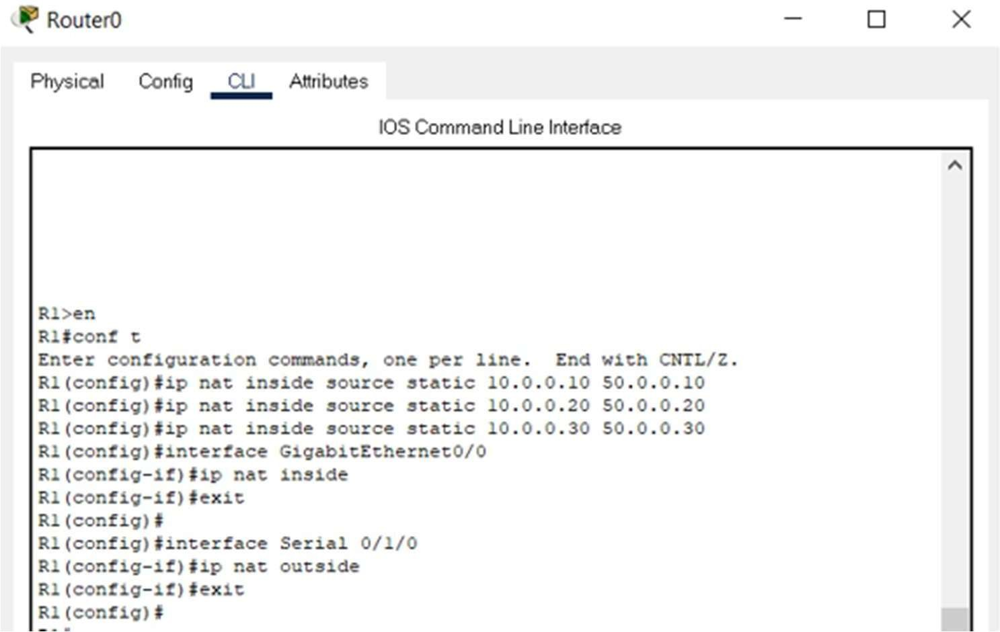 Router0
Physical Config CLI Attributes
IOS Command Line Interface
R1>en
R1#conf t
Enter configuration commands, one per line.  End with CNTL/Z.
R1(config)#ip nat inside source static 10.0.0.10 50.0.0.10
R1(config)#ip nat inside source static 10.0.0.20 50.0.0.20
R1(config)#ip nat inside source static 10.0.0.30 50.0.0.30
R1(config)#interface GigabitEthernet0/0
R1(config-if)#ip nat inside
R1(config-if)#exit
R1(config)#
R1(config)#interface Serial 0/1/0
R1(config-if)#ip nat outside
R1(config-if)#exit
R1(config)#